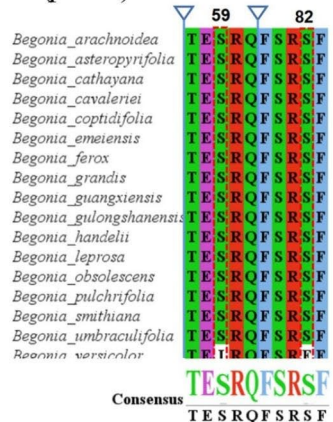 59 82
Begonia_arachnoidea TESRQFSRSF
Begonia_asteropyrifolia TESRQFSRSF
Begonia_cathayana TESRQFSRSF
Begonia_cavaleriei TESRQFSRSF
Begonia_coptidifolia TESRQFSRSF
Begonia_emeiensis TESRQFSRSF
Begonia_ferox TESRQFSRSF
Begonia_grandis TESRQFSRSF
Begonia_guangxiensis TESRQFSRSF
Begonia_gulongshanensis TESRQFSRSF
Begonia_handelii TESRQFSRSF
Begonia_leprosa TESRQFSRSF
Begonia_obsolescens TESRQFSRSF
Begonia_pulchrifolia TESRQFSRSF
Begonia_smithiana TESRQFSRSF
Begonia_umbraculifolia TESRQFSRSF
Begonia_versicolor
TESRQFSRSF
Consensus
TESRQFSRSF